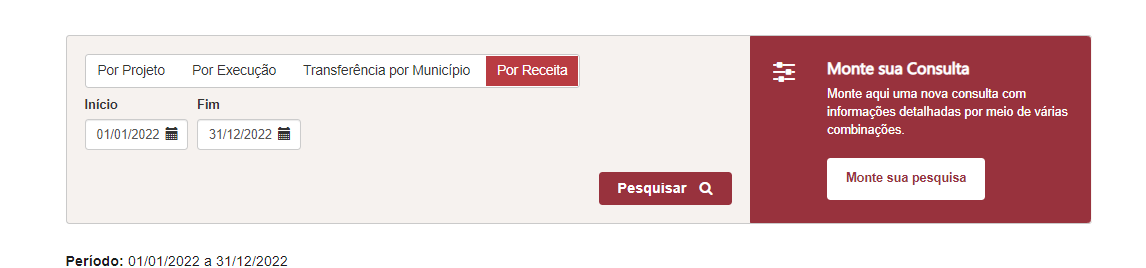 Por Projeto Por Execução Transferência por Município Por Receita
Início Fim
01/01/2022 31/12/2022
Pesquisar
Monte sua Consulta
Monte aqui uma nova consulta com
informações detalhadas por meio de várias
combinações.
Monte sua pesquisa
Período: 01/01/2022 a 31/12/2022